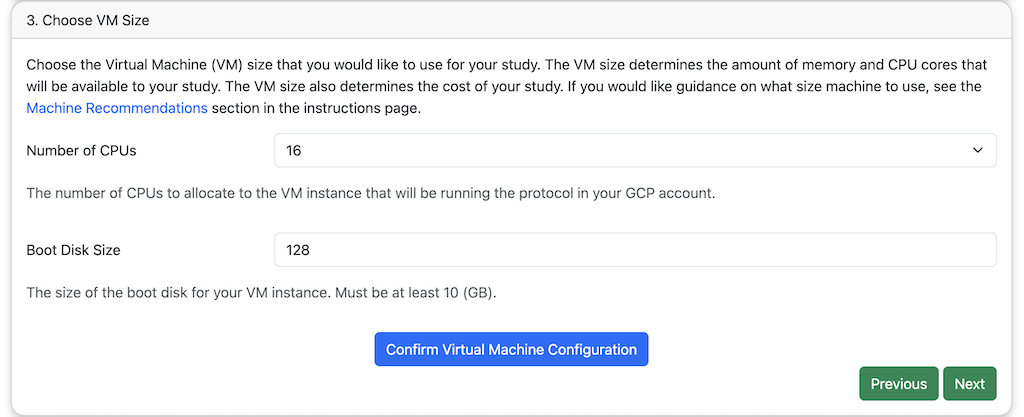 3. Choose VM Size
Choose the Virtual Machine (VM) size that you would like to use for your study. The VM size determines the amount of memory and CPU cores that
will be available to your study. The VM size also determines the cost of your study. If you would like guidance on what size machine to use, see the
Machine Recommendations section in the instructions page.
Number of CPUs
16
The number of CPUs to allocate to the VM instance that will be running the protocol in your GCP account.
Boot Disk Size
128
The size of the boot disk for your VM instance. Must be at least 10 (GB).
Confirm Virtual Machine Configuration
Previous
Next